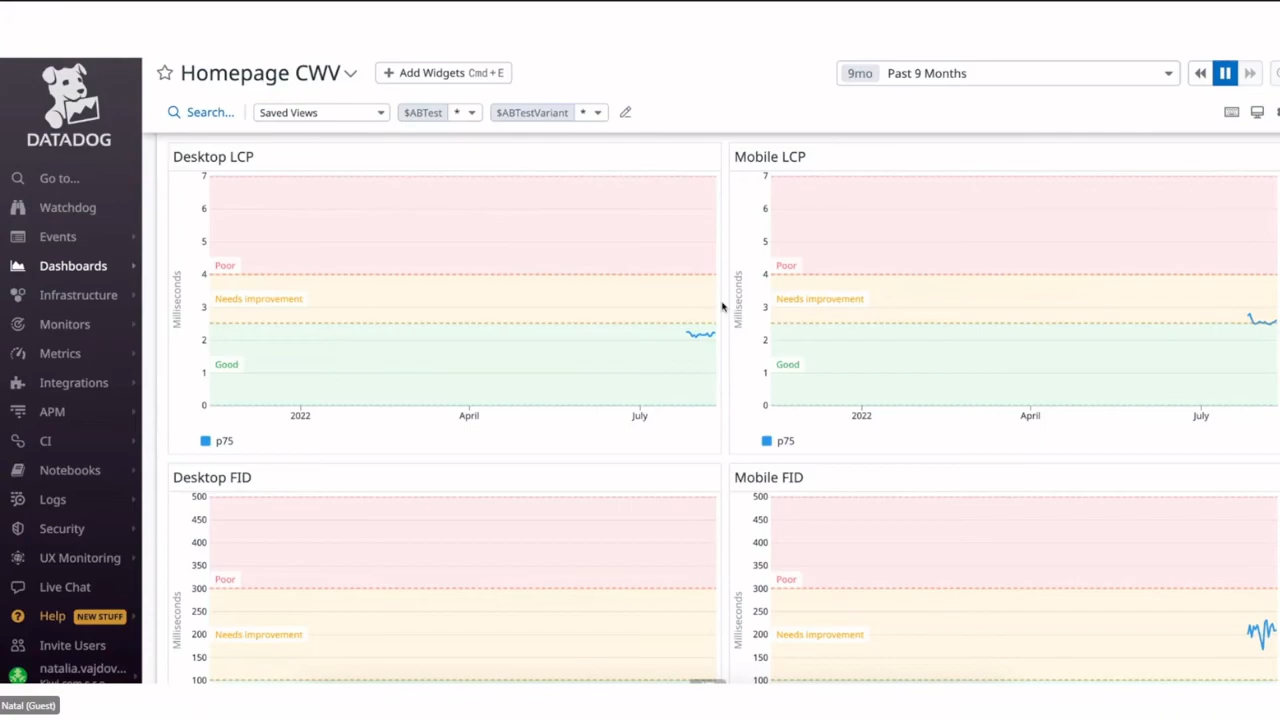 Homepage CWV
+ Add Widgets Cmd+E
9mo Past 9 Months
Search...
Saved Views
$ABTest *
$ABTestVariant *
DATADOG
Go to...
Watchdog
Events
Dashboards
Infrastructure
Monitors
Metrics
Integrations
APM
CI
Notebooks
Logs
Security
UX Monitoring
Live Chat
Help NEW STUFF
Invite Users
natalia.vajdov...
Kiwi.com s.r.o.
Natal (Guest)
Desktop LCP
Milliseconds
7
6
5
4
3
2
1
0
Poor
Needs improvement
Good
2022 April July
p75
Mobile LCP
Milliseconds
7
6
5
4
3
2
1
0
Poor
Needs improvement
Good
2022 April July
p75
Desktop FID
Milliseconds
500
450
400
350
300
250
200
150
100
Poor
Needs improvement
Mobile FID
Milliseconds
500
450
400
350
300
250
200
150
100
Poor
Needs improvement